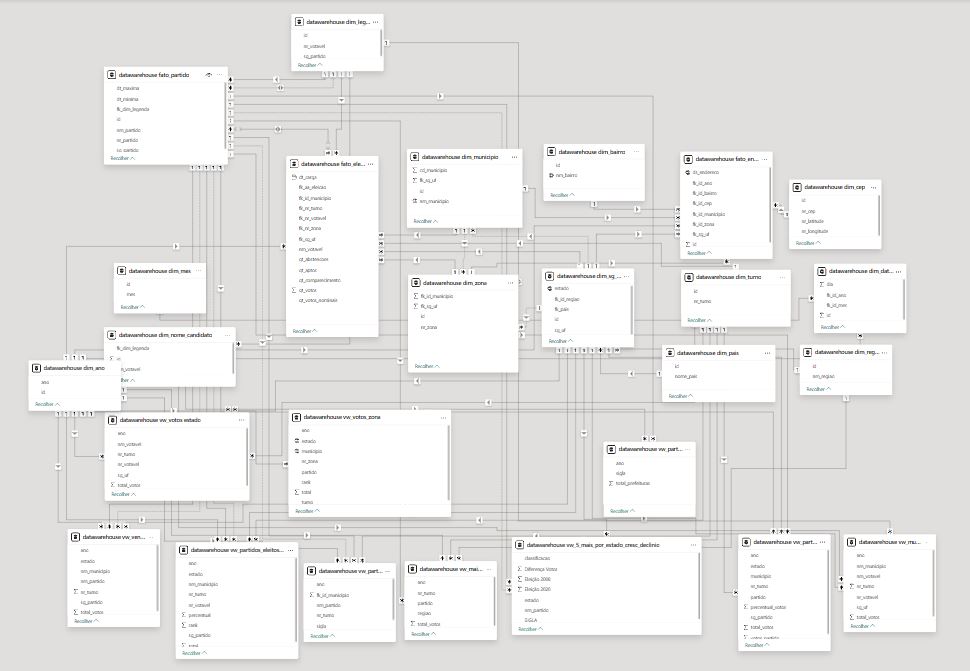 datawarehouse dim_leg...
id
nr_votavel
sq_partido
Recolher
datawarehouse fato_partido
dt_maxima
dt_minima
fk_dim_legenda
id
nm_partido
nr_partido
sq_partido
Recolher
datawarehouse fato_ele...
dt_carga
fk_aa_eleicao
fk_id_municipio
fk_nr_turno
fk_nr_votavel
fk_nr_zona
fk_sg_uf
nm_votavel
qt_abstencoes
qt_aptos
qt_comparecimento
qt_votos
qt_votos_nominais
Recolher
datawarehouse dim_municipio
cd_municipio
fk_sg_uf
id
nm_municipio
Recolher
datawarehouse dim_bairro
id
nm_bairro
Recolher
datawarehouse fato_en...
ds_endereco
fk_id_ano
fk_id_bairro
fk_id_cep
fk_id_municipio
fk_id_zona
fk_sg_uf
id
Recolher
datawarehouse dim_cep
id
nr_cep
nr_latitude
nr_longitude
Recolher
datawarehouse dim_mes
id
mes
Recolher
datawarehouse dim_zona
fk_id_municipio
fk_sg_uf
id
nr_zona
Recolher
datawarehouse dim_sg_...
estado
fk_id_regiao
fk_pais
id
sg_uf
Recolher
datawarehouse dim_turno
id
nr_turno
Recolher
datawarehouse dim_dat...
dia
fk_id_ano
fk_id_mes
id
Recolher
datawarehouse dim_nome_candidato
fk_dim_legenda
id
Recolher
datawarehouse dim_ano
ano
id
Recolher
datawarehouse dim_pais
id
nome_pais
Recolher
datawarehouse dim_reg...
id
nm_regiao
Recolher
datawarehouse vw_votos estado
ano
nm_votavel
nr_turno
nr_votavel
sg_uf
total_votos
Recolher
datawarehouse vw_votos_zona
ano
estado
municipio
nr_zona
partido
rank
total
turno
Recolher
datawarehouse vw_part...
ano
sigla
total_prefeituras
Recolher
datawarehouse vw_ven...
ano
estado
nm_municipio
nm_partido
nr_turno
sg_partido
total_votos
Recolher
datawarehouse vw_partidos_eleitos...
ano
estado
nm_municipio
nr_turno
nr_votavel
percentual
rank
sg_partido
Recolher
datawarehouse vw_part...
ano
fk_id_municipio
nm_partido
nr_turno
sigla
Recolher
datawarehouse vw_mai...
ano
nr_turno
partido
regiao
total_votos
Recolher
datawarehouse vw_5_mais_por_estado_cresc_declinio
classificacao
Diferença Votos
Eleição 2020
estado
nm_partido
SIGLA
Recolher
datawarehouse vw_part...
ano
estado
municipio
nr_turno
partido
percentual_votos
rank
sg_partido
total_votos
Recolher
datawarehouse vw_mu...
ano
nm_municipio
nm_votavel
nr_turno
nr_votavel
sg_uf
total_votos
Recolher